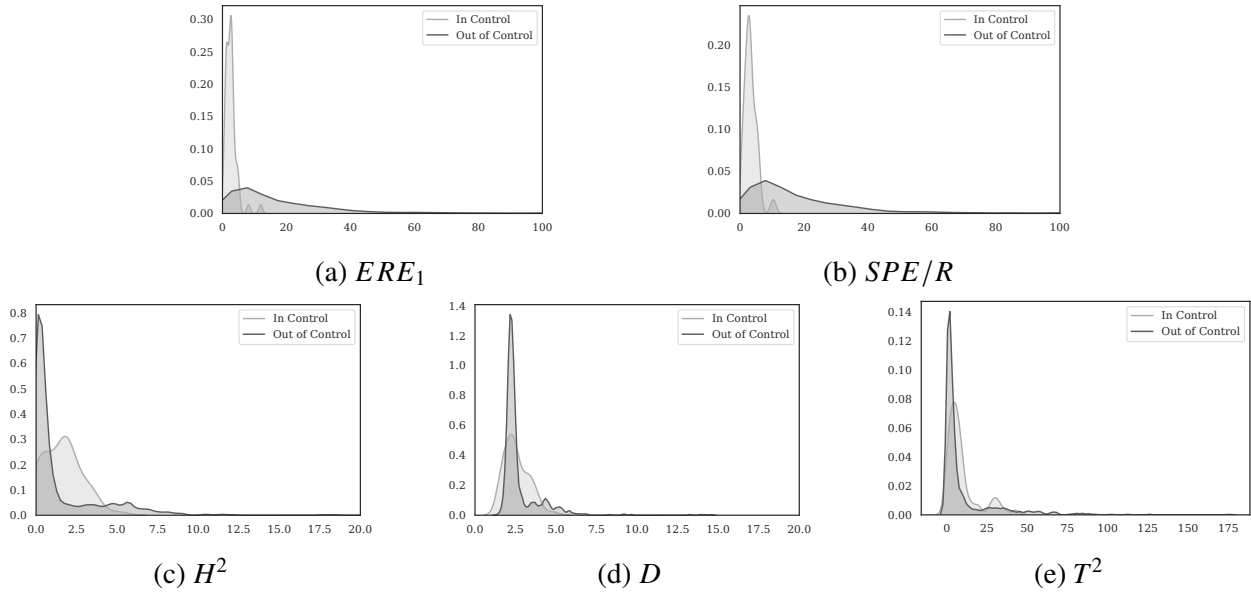 0.30
0.25
0.20
0.15
0.10
0.05
0.00
0 20 40 60 80 100
In Control
Out of Control
(a) ERE₁
0.20
0.15
0.10
0.05
0.00
0 20 40 60 80 100
In Control
Out of Control
(b) SPE/R
0.8
0.7
0.6
0.5
0.4
0.3
0.2
0.1
0.0
0.0 2.5 5.0 7.5 10.0 12.5 15.0 17.5 20.0
In Control
Out of Control
(c) H²
1.4
1.2
1.0
0.8
0.6
0.4
0.2
0.0
0.0 2.5 5.0 7.5 10.0 12.5 15.0 17.5 20.0
In Control
Out of Control
(d) D
0.14
0.12
0.10
0.08
0.06
0.04
0.02
0.00
0 25 50 75 100 125 150 175
In Control
Out of Control
(e) T²